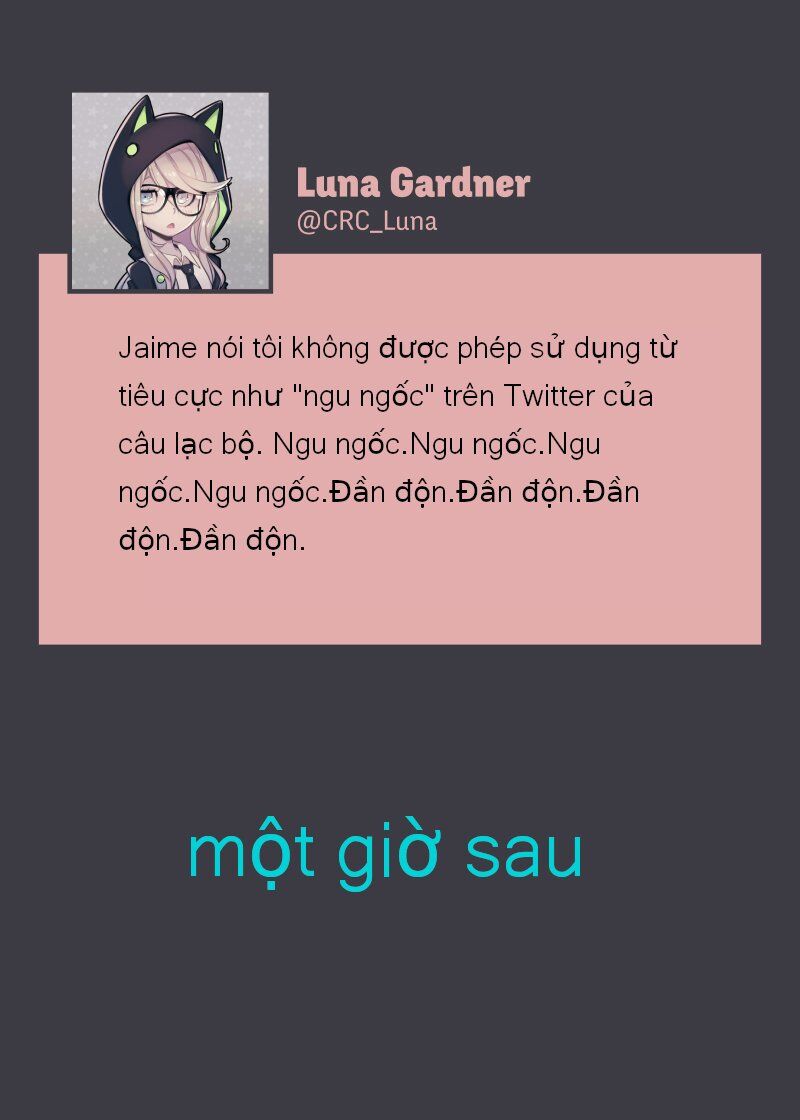 Luna Gardner
@CRC_Luna
Jaime nói tôi không được phép sử dụng từ
tiêu cực như "ngu ngốc" trên Twitter của
câu lạc bộ. Ngu ngốc.Ngu ngốc.Ngu
ngốc.Ngu ngốc.Đần độn.Đần độn.Đần
độn.Đần độn.
một giờ sau